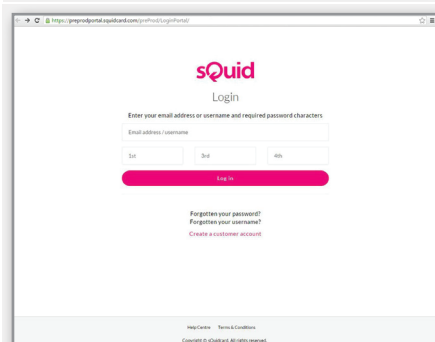 https://preprodportal.squidcard.com/preProd/LoginPortal/
sQuid
Login
Enter your email address or username and required password characters
Email address / username
1st 3rd 4th
Log in
Forgotten your password?
Forgotten your username?
Create a customer account
Help Centre Terms & Conditions
Copyright © sQuidcard. All rights reserved.